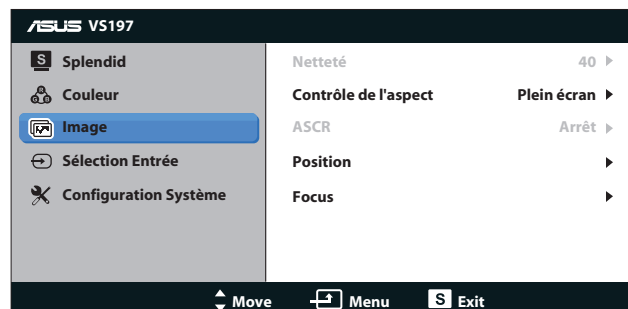 ASUS VS197
S Splendid
Couleur
Image
Sélection Entrée
Configuration Système
Netteté 40
Contrôle de l'aspect Plein écran
ASCR Arrêt
Position
Focus
Move Menu S Exit